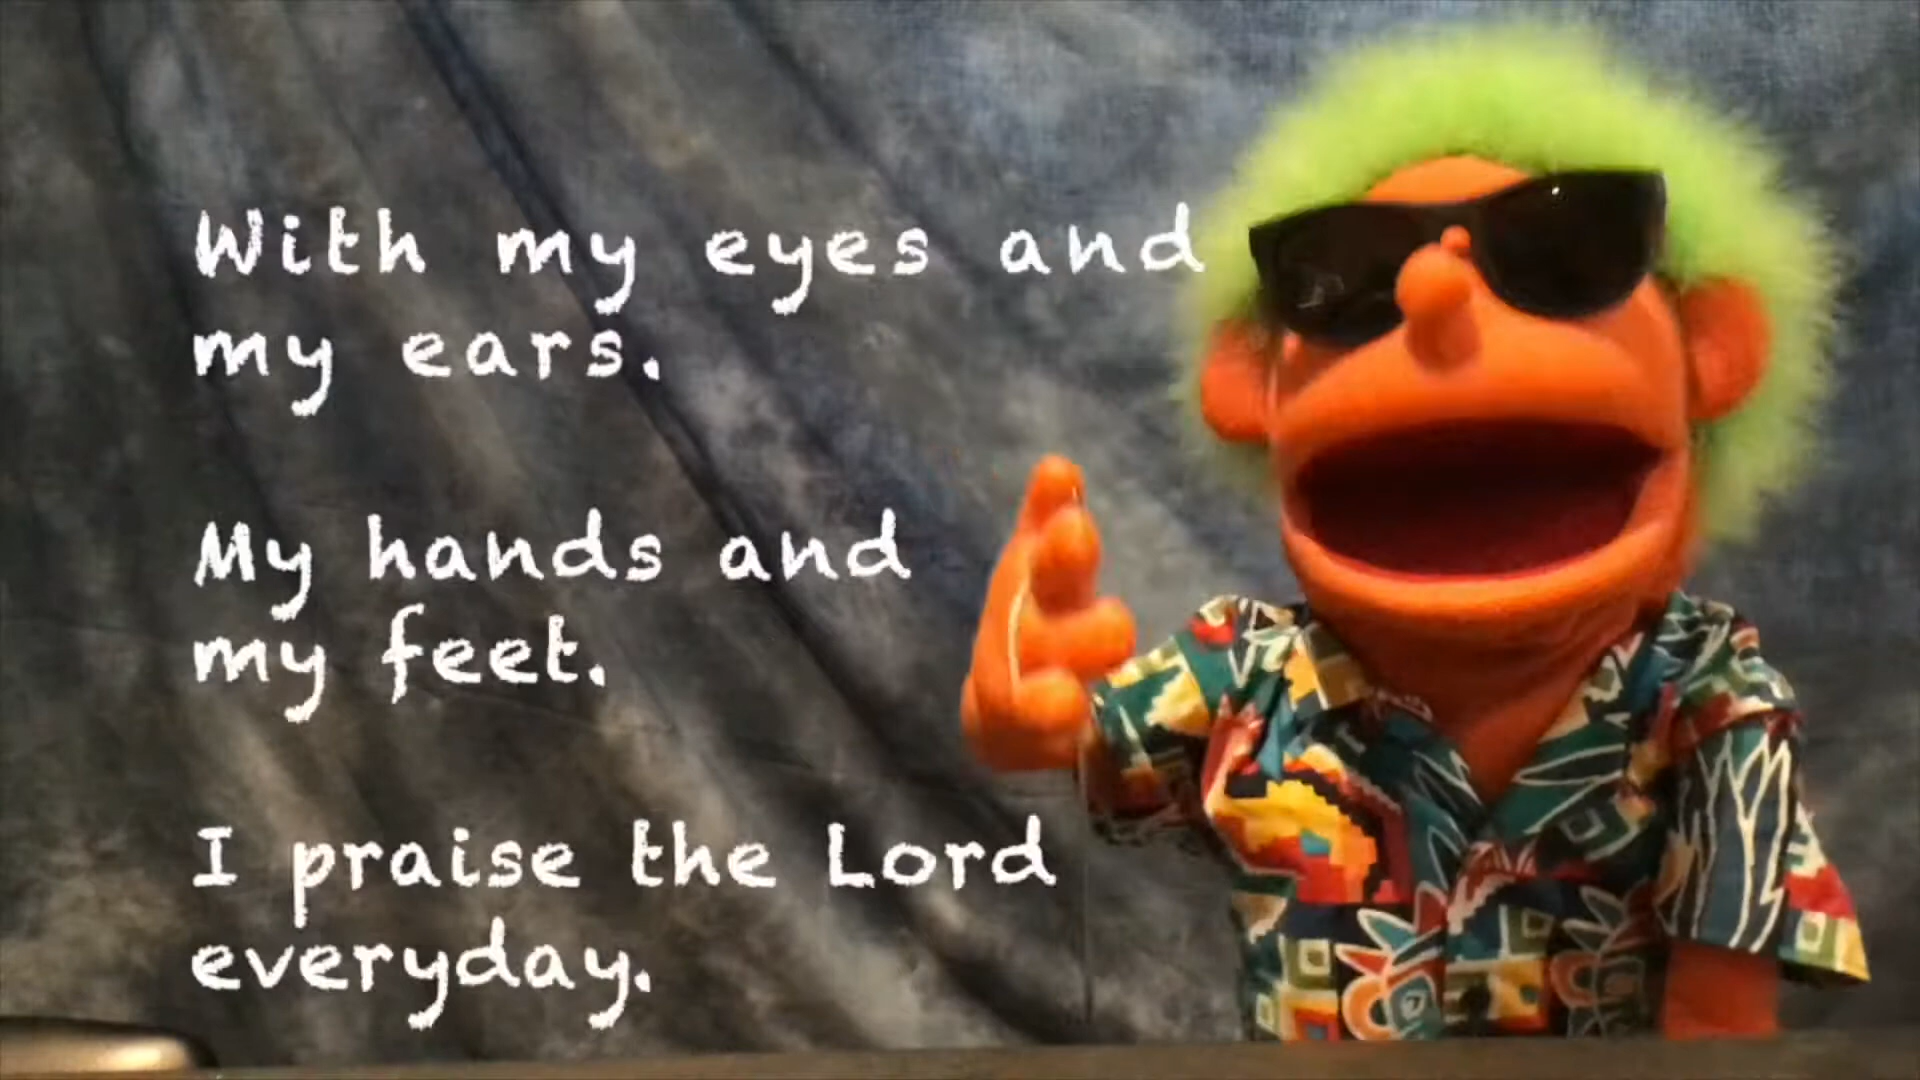 With my eyes and
my ears.
My hands and
my feet.
I praise the Lord
everyday.